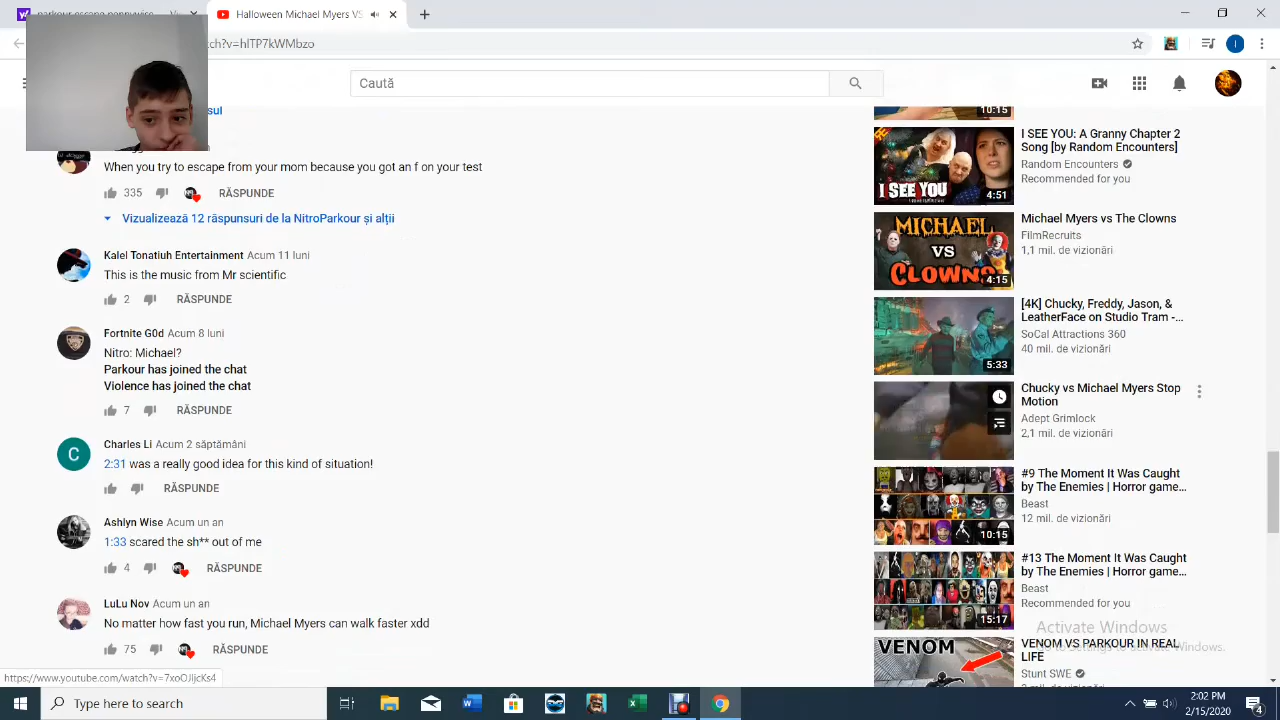 Halloween Myers VS
ch?v=hlTP7kWMbzo
Caută
sul
When you try to escape from your mom because you got an f on your test
335 RĂSPUNDE
Vizualizează 12 răspunsuri de la NitroParkour și alții
Kalel Tonatiuh Entertainment Acum 11 luni
This is the music from Mr scientific
2 RĂSPUNDE
Fortnite G0d Acum 8 luni
Nitro: Michael?
Parkour has joined the chat
Violence has joined the chat
7 RĂSPUNDE
C
Charles Li Acum 2 săptămâni
2:31 was a really good idea for this kind of situation!
RĂSPUNDE
Ashlyn Wise Acum un an
1:33 scared the sh** out of me
4 RĂSPUNDE
LuLu Nov Acum un an
No matter how fast you run, Michael Myers can walk faster xdd
75 RĂSPUNDE
10:15
I SEE YOU
4:51
I SEE YOU: A Granny Chapter 2
Song [by Random Encounters]
Random Encounters
Recommended for you
MICHAEL
VS
CLOWNS
4:15
Michael Myers vs The Clowns
FilmRecruits
1,1 mil. de vizionări
5:33
[4K] Chucky, Freddy, Jason, &
LeatherFace on Studio Tram -...
SoCal Attractions 360
40 mil. de vizionări
Chucky vs Michael Myers Stop
Motion
Adept Grimlock
2,1 mil. de vizionări
10:15
#9 The Moment It Was Caught
by The Enemies | Horror game...
Beast
12 mil. de vizionări
15:17
#13 The Moment It Was Caught
by The Enemies | Horror game...
Beast
Recommended for you
VENOM
VENOM VS PARKOUR IN REAL
LIFE
Stunt SWE
Activate Windows
to Settings to activate Windows.
https://www.youtube.com/watch?v=7xoOJIjcKs4
Type here to search
2:02 PM
2/15/2020
4